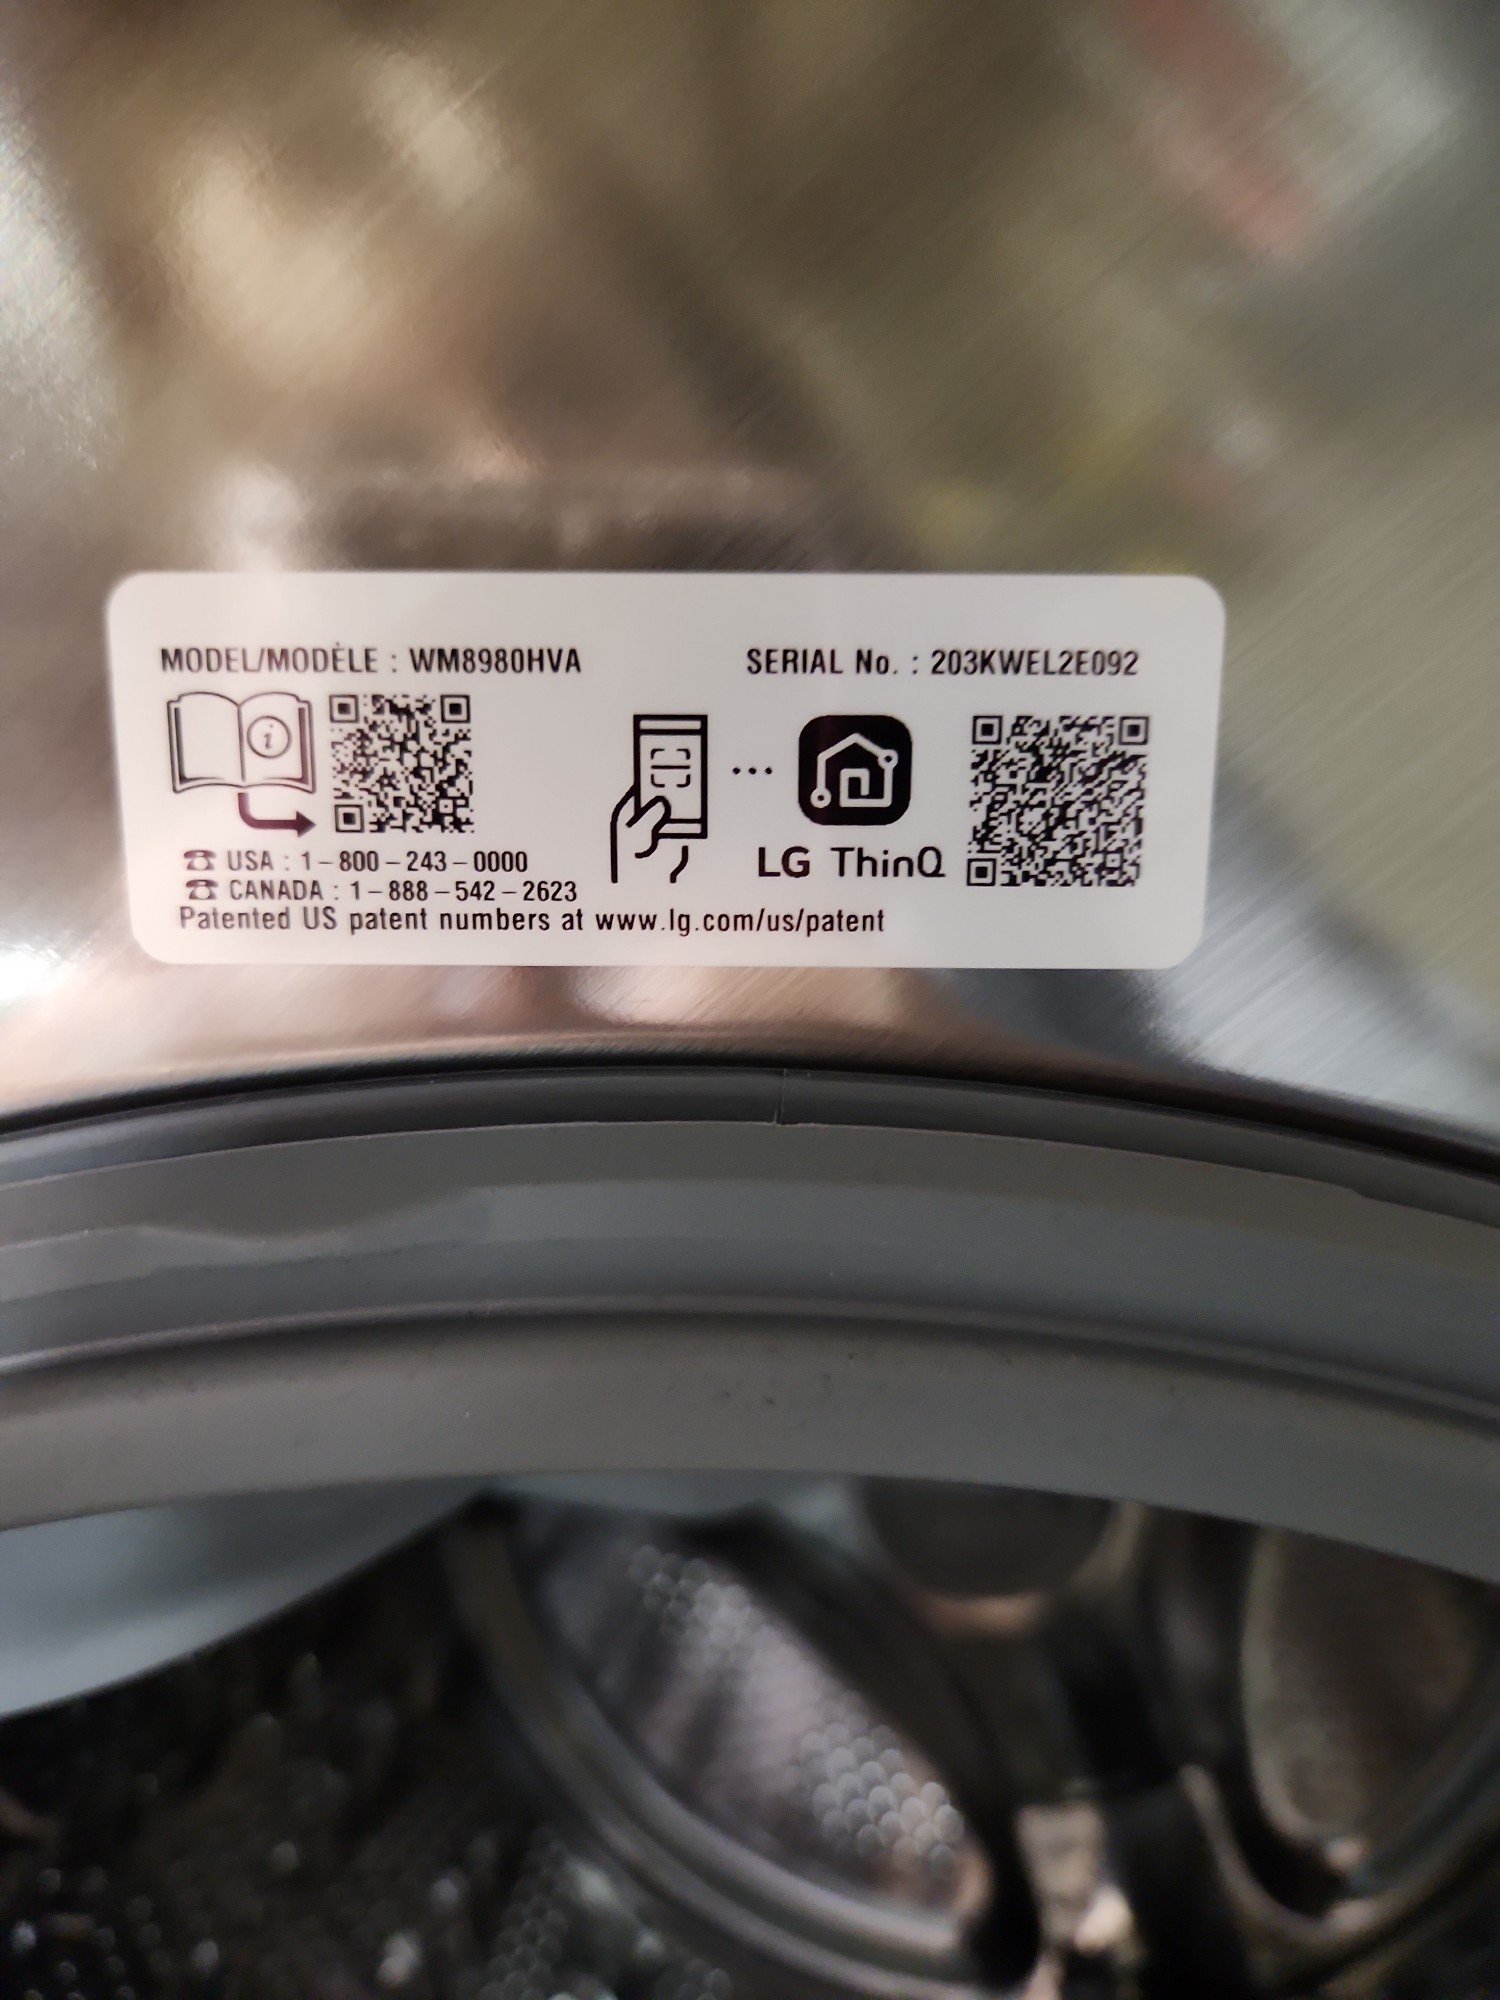 MODEL/MODÈLE : WM8980HVA
SERIAL No. : 203KWEL2E092
i
LG ThinQ
☎ USA : 1-800-243-0000
☎ CANADA : 1-888-542-2623
Patented US patent numbers at www.lg.com/us/patent